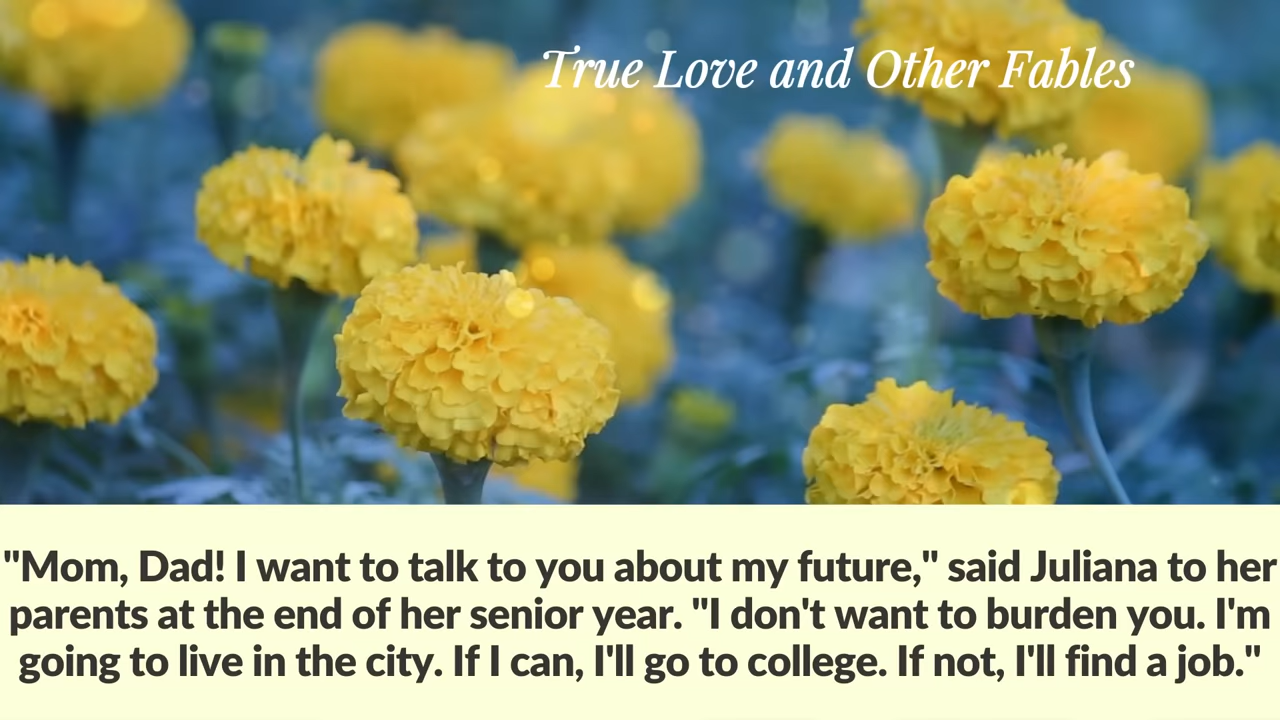 True Love and Other Fables
"Mom, Dad! I want to talk to you about my future," said Juliana to her
parents at the end of her senior year. "I don't want to burden you. I'm
going to live in the city. If I can, I'll go to college. If not, I'll find a job."